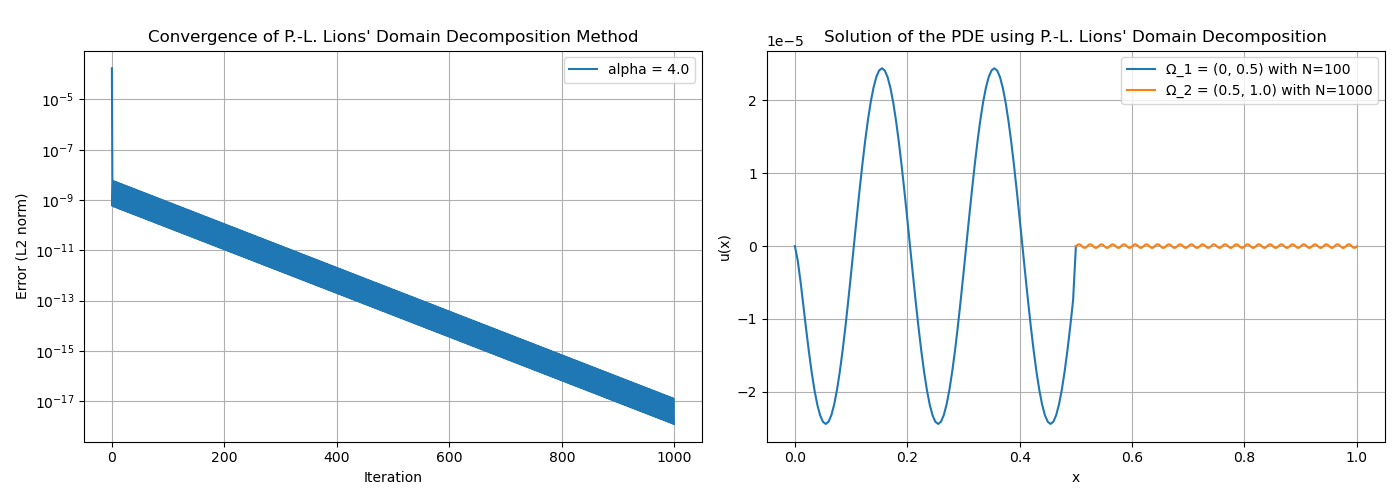 Convergence of P.-L. Lions' Domain Decomposition Method
alpha = 4.0
10⁻⁵
10⁻⁷
10⁻⁹
10⁻¹¹
10⁻¹³
10⁻¹⁵
10⁻¹⁷
Error (L2 norm)
0 200 400 600 800 1000
Iteration
Solution of the PDE using P.-L. Lions' Domain Decomposition
1e−5
Ω_1 = (0, 0.5) with N=100
Ω_2 = (0.5, 1.0) with N=1000
2
1
0
−1
−2
u(x)
0.0 0.2 0.4 0.6 0.8 1.0
x